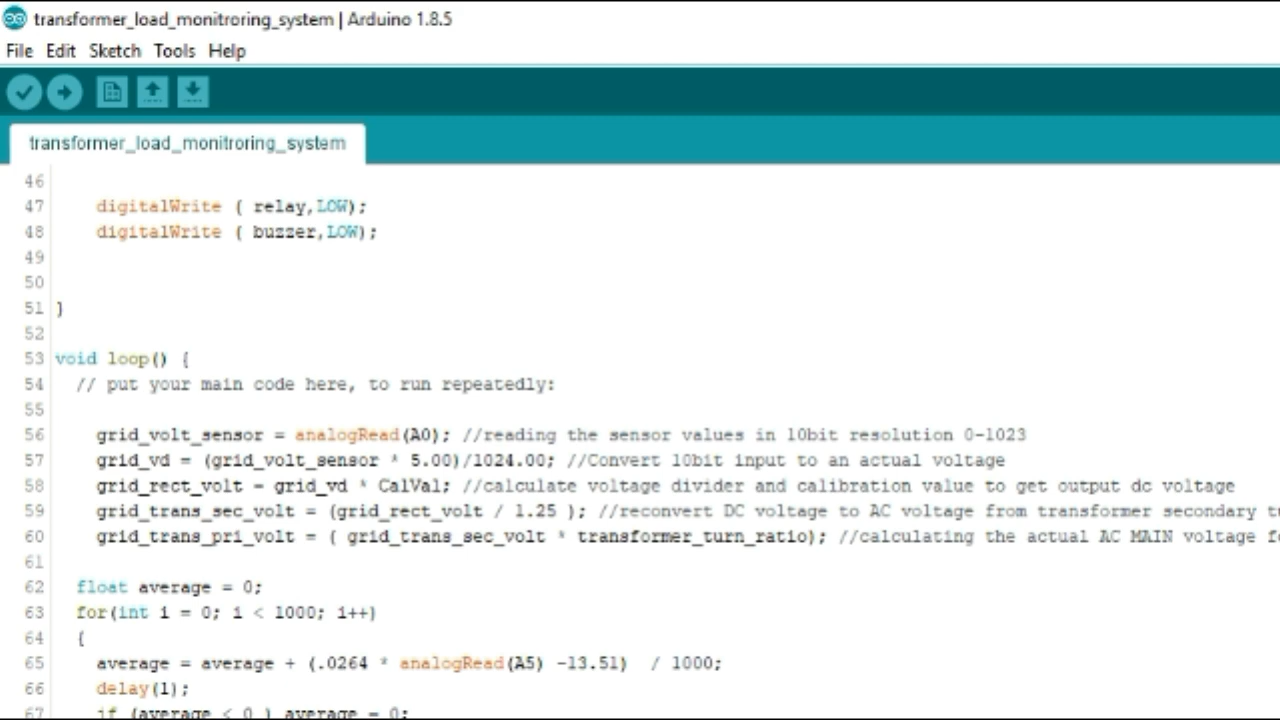 transformer_load_monitroring_system | Arduino 1.8.5
File Edit Sketch Tools Help
transformer_load_monitroring_system
46
47 digitalWrite ( relay,LOW);
48 digitalWrite ( buzzer,LOW);
49
50
51 }
52
53 void loop() {
54 // put your main code here, to run repeatedly:
55
56 grid_volt_sensor = analogRead(A0); //reading the sensor values in 10bit resolution 0-1023
57 grid_vd = (grid_volt_sensor * 5.00)/1024.00; //Convert 10bit input to an actual voltage
58 grid_rect_volt = grid_vd * CalVal; //calculate voltage divider and calibration value to get output dc voltage
59 grid_trans_sec_volt = (grid_rect_volt / 1.25 ); //reconvert DC voltage to AC voltage from transformer secondary
60 grid_trans_pri_volt = ( grid_trans_sec_volt * transformer_turn_ratio); //calculating the actual AC MAIN voltage
61
62 float average = 0;
63 for(int i = 0; i < 1000; i++)
64 {
65 average = average + (.0264 * analogRead(A5) -13.51) / 1000;
66 delay(1);
67 if (average < 0 ) average = 0;